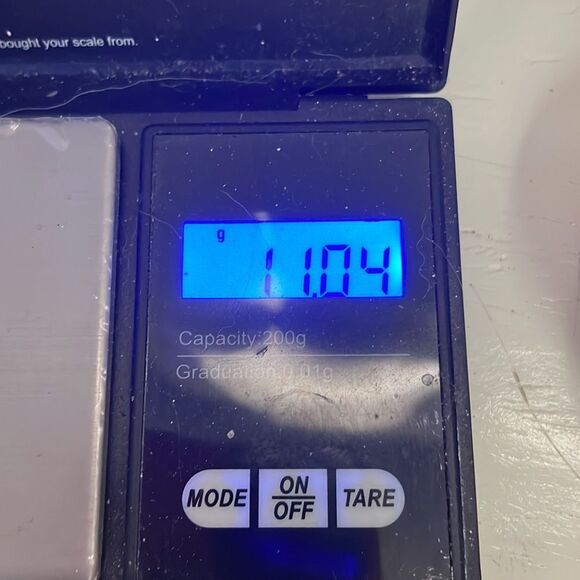 bought your scale from.
g
11.04
Capacity:200g
Graduation:0.01g
MODE
ON
OFF
TARE